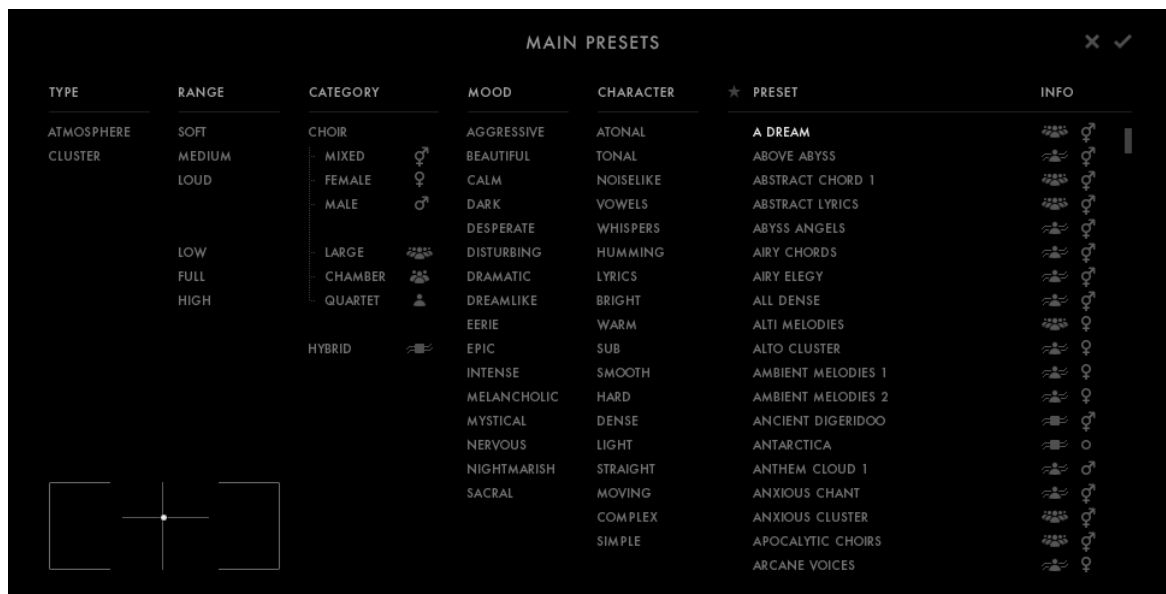 MAIN PRESETS
TYPE RANGE CATEGORY MOOD CHARACTER PRESET INFO
ATMOSPHERE SOFT CHOIR AGGRESSIVE ATONAL A DREAM
CLUSTER MEDIUM MIXED BEAUTIFUL TONAL ABOVE ABYSS
LOUD FEMALE CALM NOISELIKE ABSTRACT CHORD 1
MALE DARK VOWELS ABSTRACT LYRICS
DESPERATE WHISPERS ABYSS ANGELS
LOW LARGE DISTURBING HUMMING AIRY CHORDS
FULL CHAMBER DRAMATIC LYRICS AIRY ELEGY
HIGH QUARTET DREAMLIKE BRIGHT ALL DENSE
EERIE WARM ALTI MELODIES
HYBRID EPIC SUB ALTO CLUSTER
INTENSE SMOOTH AMBIENT MELODIES 1
MELANCHOLIC HARD AMBIENT MELODIES 2
MYSTICAL DENSE ANCIENT DIGERIDOO
NERVOUS LIGHT ANTARCTICA
NIGHTMARISH STRAIGHT ANTHEM CLOUD 1
SACRAL MOVING ANXIOUS CHANT
COMPLEX ANXIOUS CLUSTER
SIMPLE APOCALYTIC CHOIRS
ARCANE VOICES